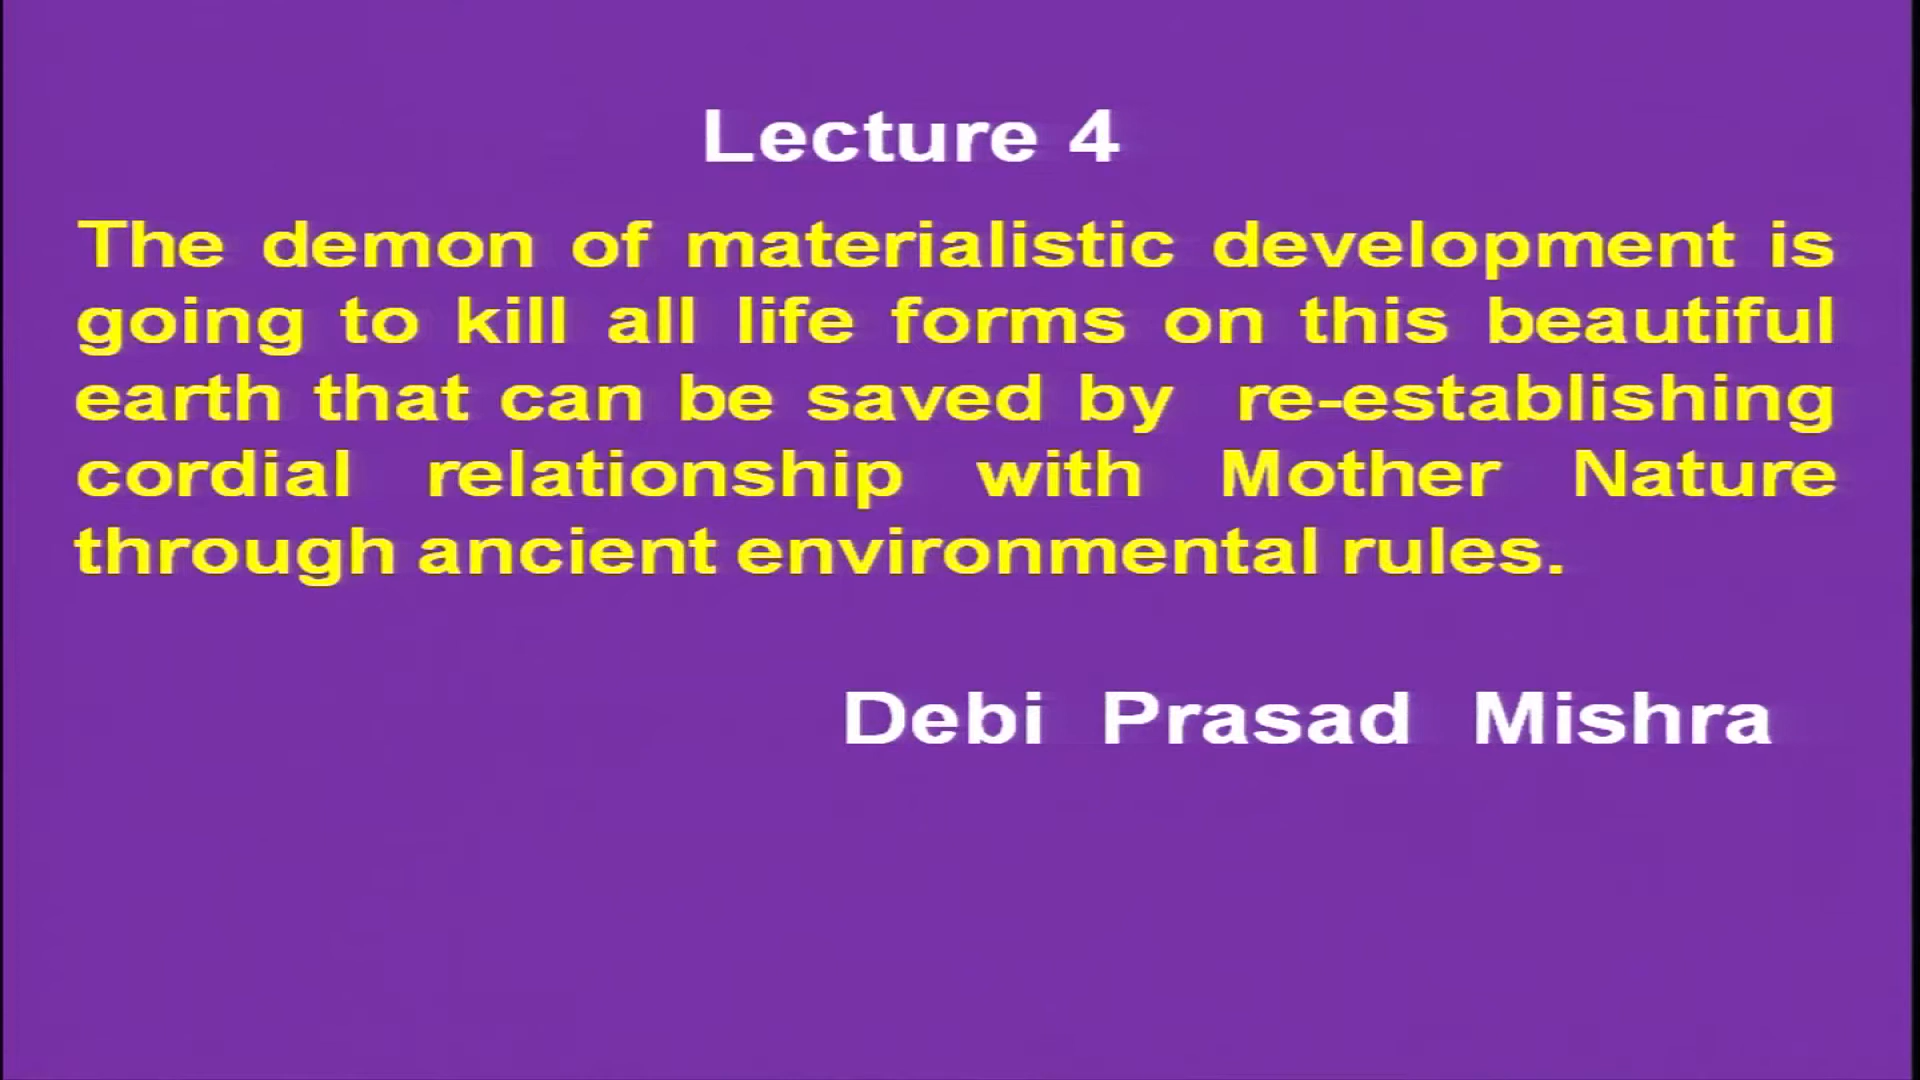 Lecture 4
The demon of materialistic development is
going to kill all life forms on this beautiful
earth that can be saved by re-establishing
cordial relationship with Mother Nature
through ancient environmental rules.
Debi Prasad Mishra